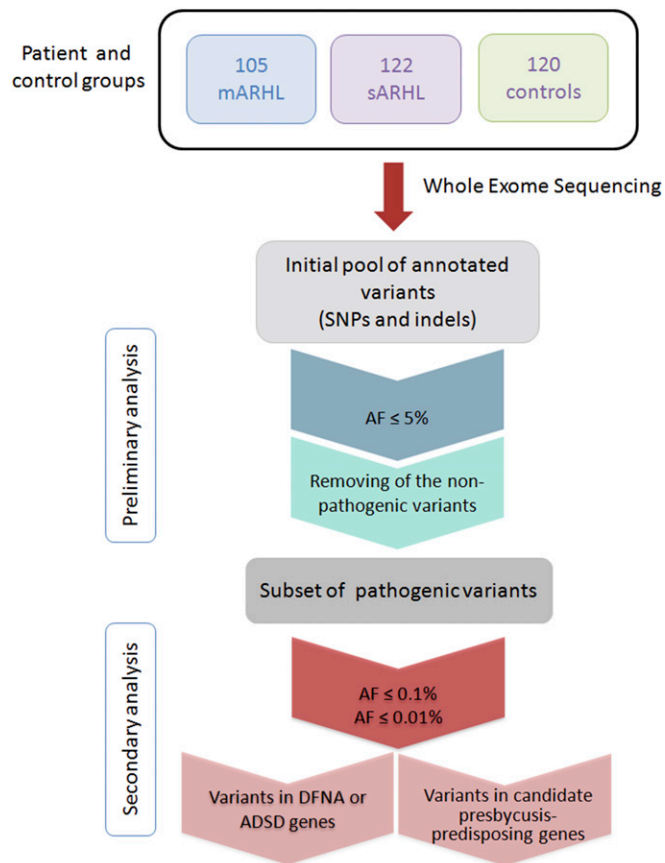 Patient and
control groups
105
mARHL
122
sARHL
120
controls
Whole Exome Sequencing
Initial pool of annotated
variants
(SNPs and indels)
Preliminary analysis
AF ≤ 5%
Removing of the non-
pathogenic variants
Subset of pathogenic variants
Secondary analysis
AF ≤ 0.1%
AF ≤ 0.01%
Variants in DFNA or
ADSD genes
Variants in candidate
presbycusis-
predisposing genes